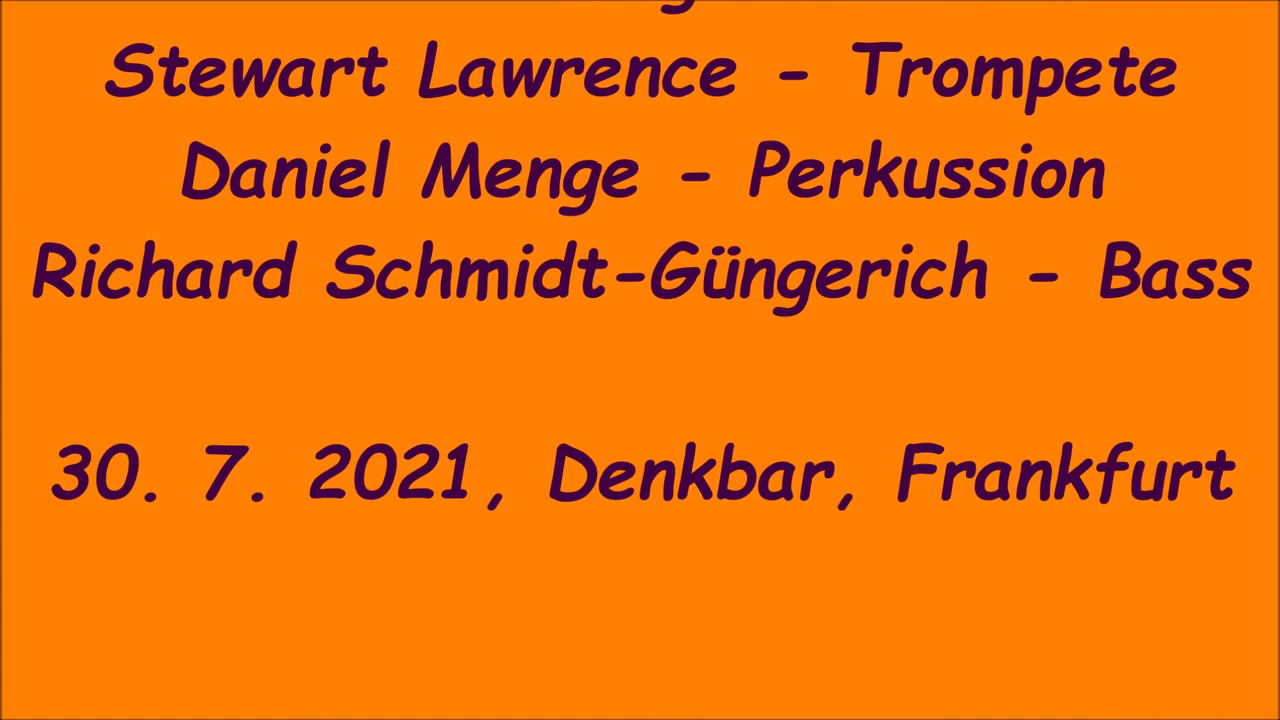 Stewart Lawrence - Trompete
Daniel Menge - Perkussion
Richard Schmidt-Güngerich - Bass
30. 7. 2021, Denkbar, Frankfurt